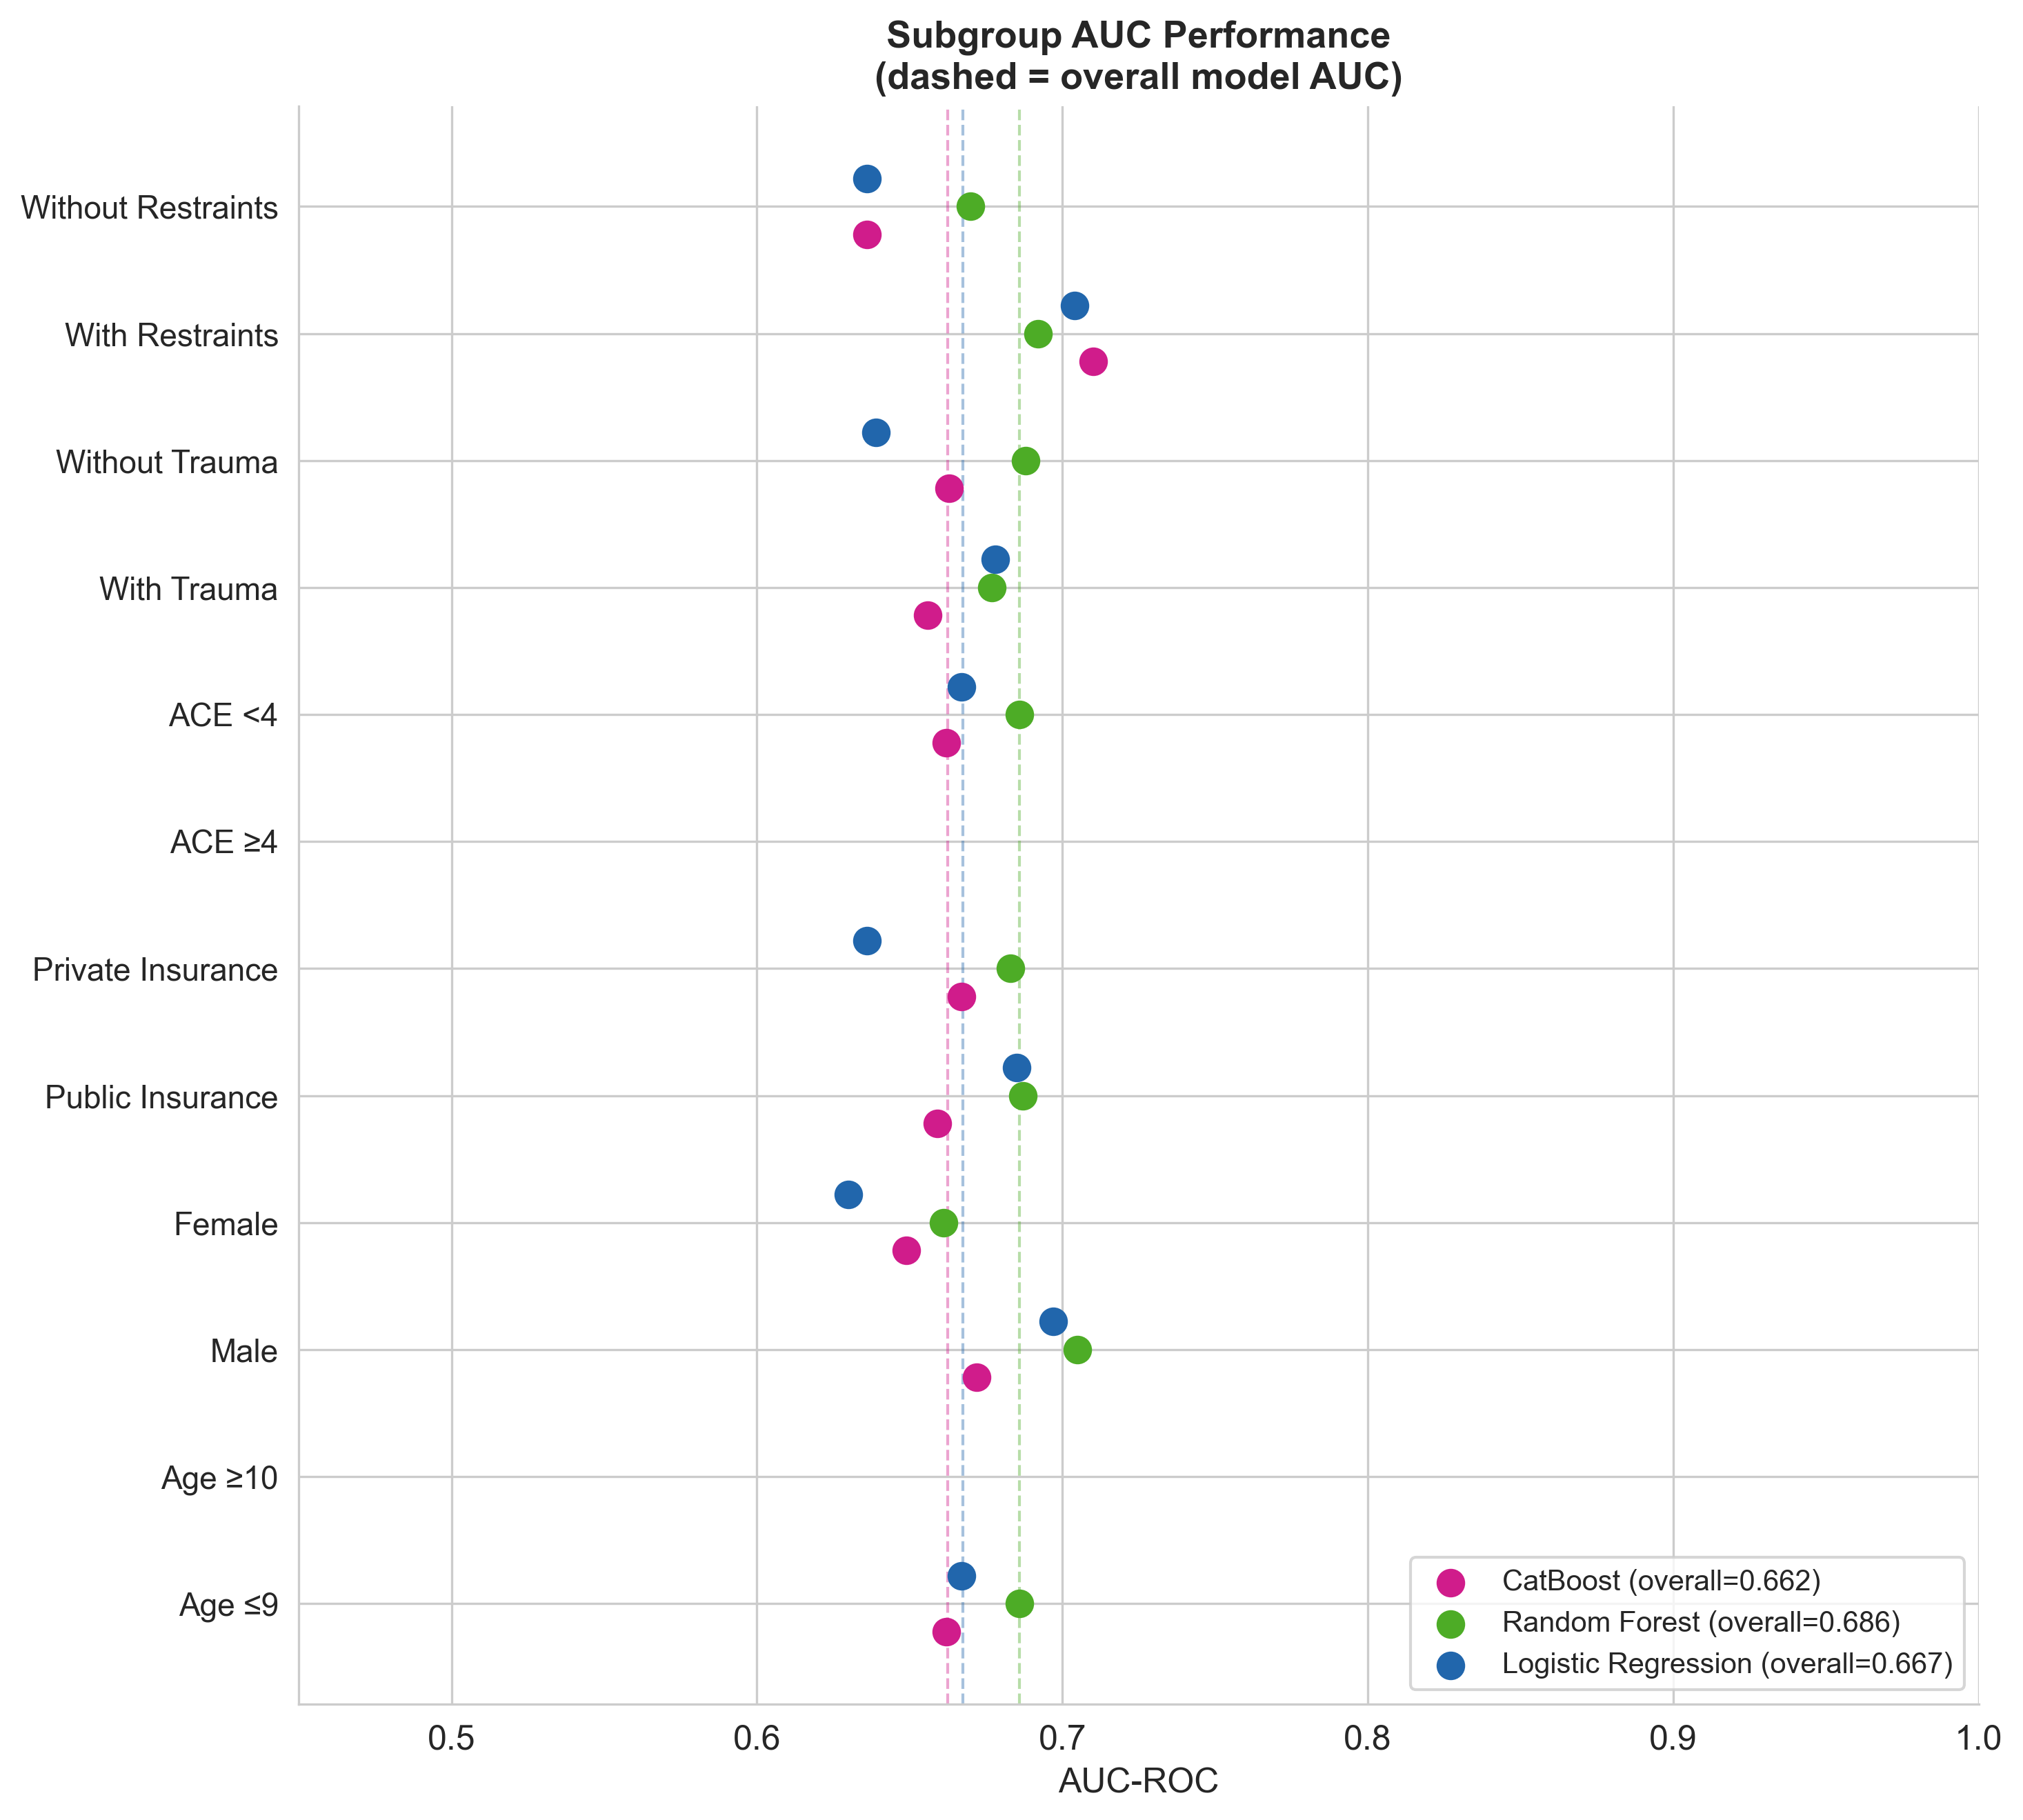 Subgroup AUC Performance
(dashed = overall model AUC)
Without Restraints
With Restraints
Without Trauma
With Trauma
ACE <4
ACE ≥4
Private Insurance
Public Insurance
Female
Male
Age ≥10
Age ≤9
CatBoost (overall=0.662)
Random Forest (overall=0.686)
Logistic Regression (overall=0.667)
0.5 0.6 0.7 0.8 0.9 1.0
AUC-ROC